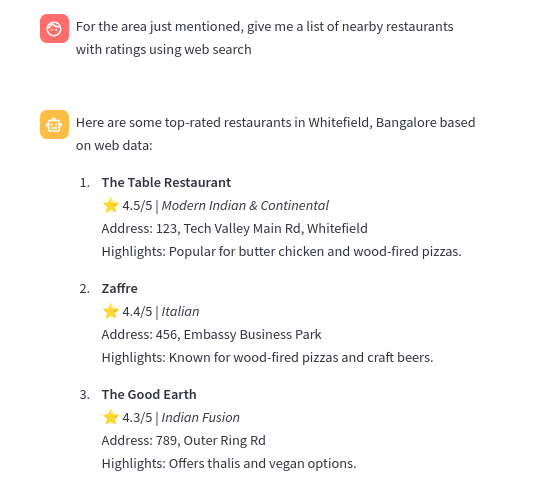 For the area just mentioned, give me a list of nearby restaurants
with ratings using web search
Here are some top-rated restaurants in Whitefield, Bangalore based
on web data:
1. The Table Restaurant
⭐ 4.5/5 | Modern Indian & Continental
Address: 123, Tech Valley Main Rd, Whitefield
Highlights: Popular for butter chicken and wood-fired pizzas.
2. Zaffre
⭐ 4.4/5 | Italian
Address: 456, Embassy Business Park
Highlights: Known for wood-fired pizzas and craft beers.
3. The Good Earth
⭐ 4.3/5 | Indian Fusion
Address: 789, Outer Ring Rd
Highlights: Offers thalis and vegan options.